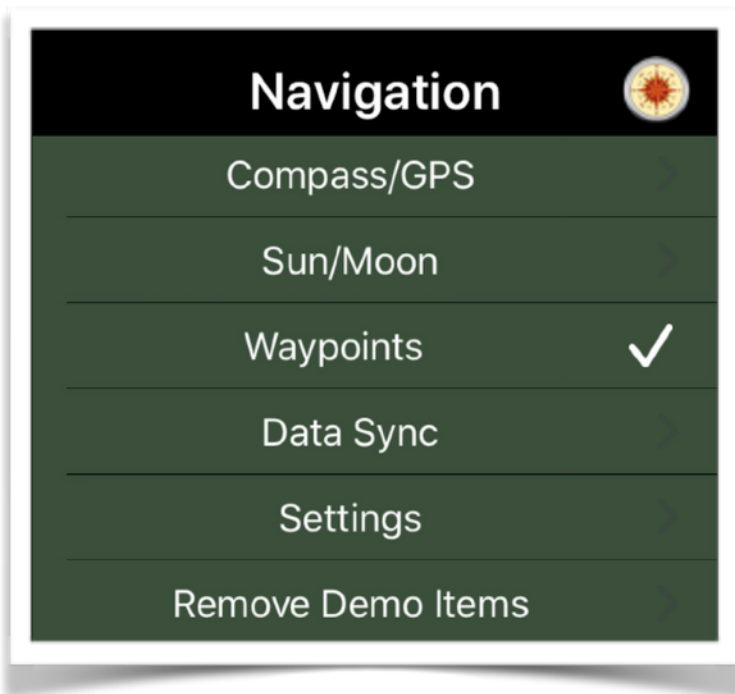 Navigation
Compass/GPS
Sun/Moon
Waypoints
Data Sync
Settings
Remove Demo Items